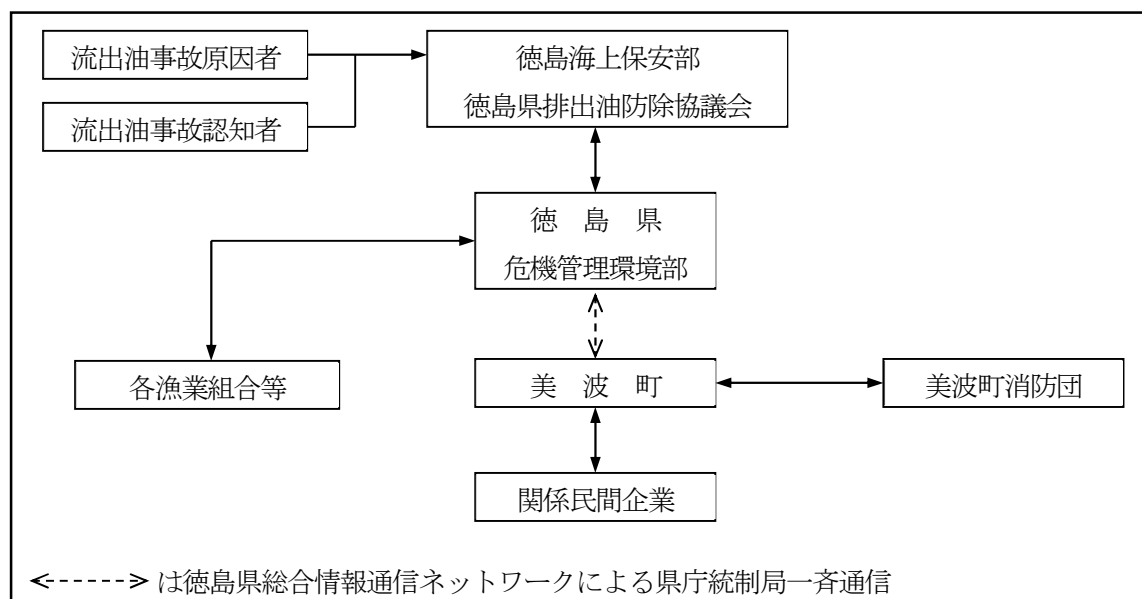 流出油事故原因者
流出油事故認知者
徳島海上保安部
徳島県排出油防除協議会
徳　島　県
危機管理環境部
各漁業組合等
美　波　町
美波町消防団
関係民間企業
は徳島県総合情報通信ネットワークによる県庁統制局一斉通信